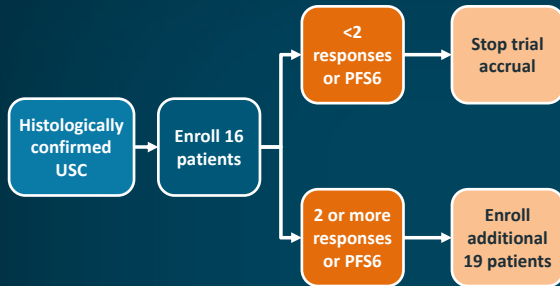 Histologically
confirmed
USC
Enroll 16
patients
<2
responses
or PFS6
Stop trial
accrual
2 or more
responses
or PFS6
Enroll
additional
19 patients